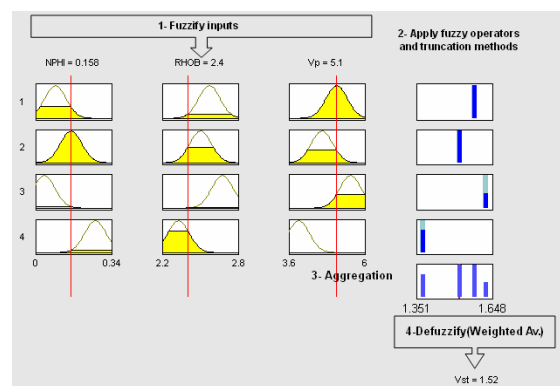 1- Fuzzify inputs
2- Apply fuzzy operators
and truncation methods
NPHI = 0.158
RHOB = 2.4
Vp = 5.1
1
2
3
4
0
0.34
2.2
2.8
3.6
6
3- Aggregation
1.351
1.648
4-Defuzzify(Weighted Av.)
Vst = 1.52